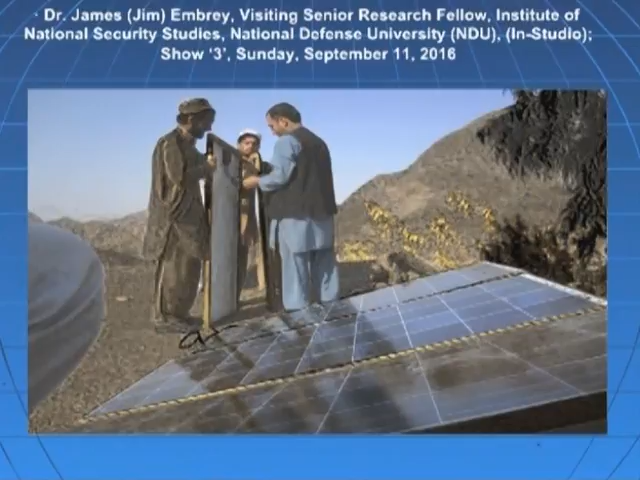 Dr. James (Jim) Embrey, Visiting Senior Research Fellow, Institute of
National Security Studies, National Defense University (NDU), (In-Studio);
Show ‘3’, Sunday, September 11, 2016